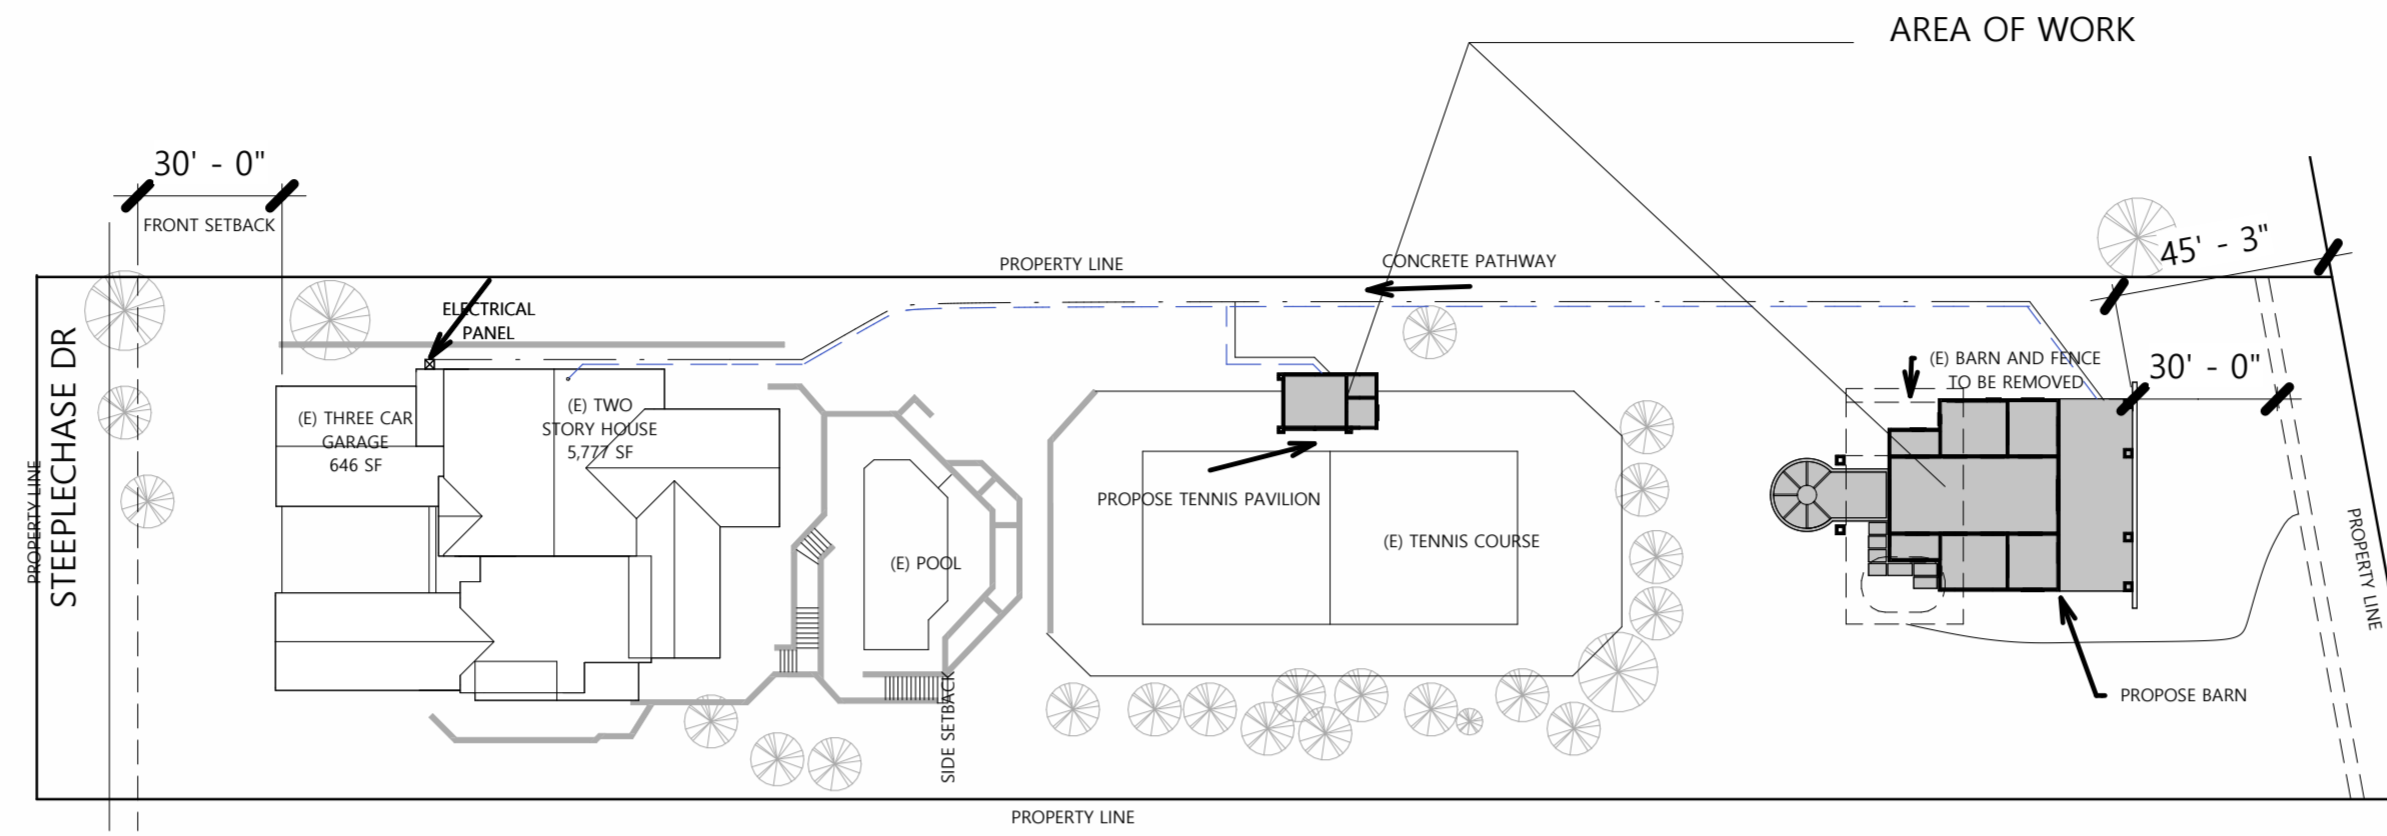 AREA OF WORK
30' - 0"
FRONT SETBACK
PROPERTY LINE
CONCRETE PATHWAY
45' - 3"
ELECTRICAL
PANEL
(E) BARN AND FENCE
TO BE REMOVED
30' - 0"
(E) THREE CAR
GARAGE
646 SF
(E) TWO
STORY HOUSE
5,777 SF
PROPERTY LINE
STEEPLECHASE DR
PROPOSE TENNIS PAVILION
(E) TENNIS COURSE
(E) POOL
PROPERTY LINE
SIDE SETBACK
PROPOSE BARN
PROPERTY LINE